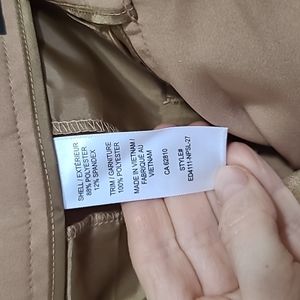 SHELL / EXTÉRIEUR
88% POLYESTER
12% SPANDEX
TRIM / GARNITURE
100% POLYESTER
MADE IN VIETNAM /
FABRIQUÉ AU
VIETNAM
CA 62810
STYLE#
ED4111-NPSL-27